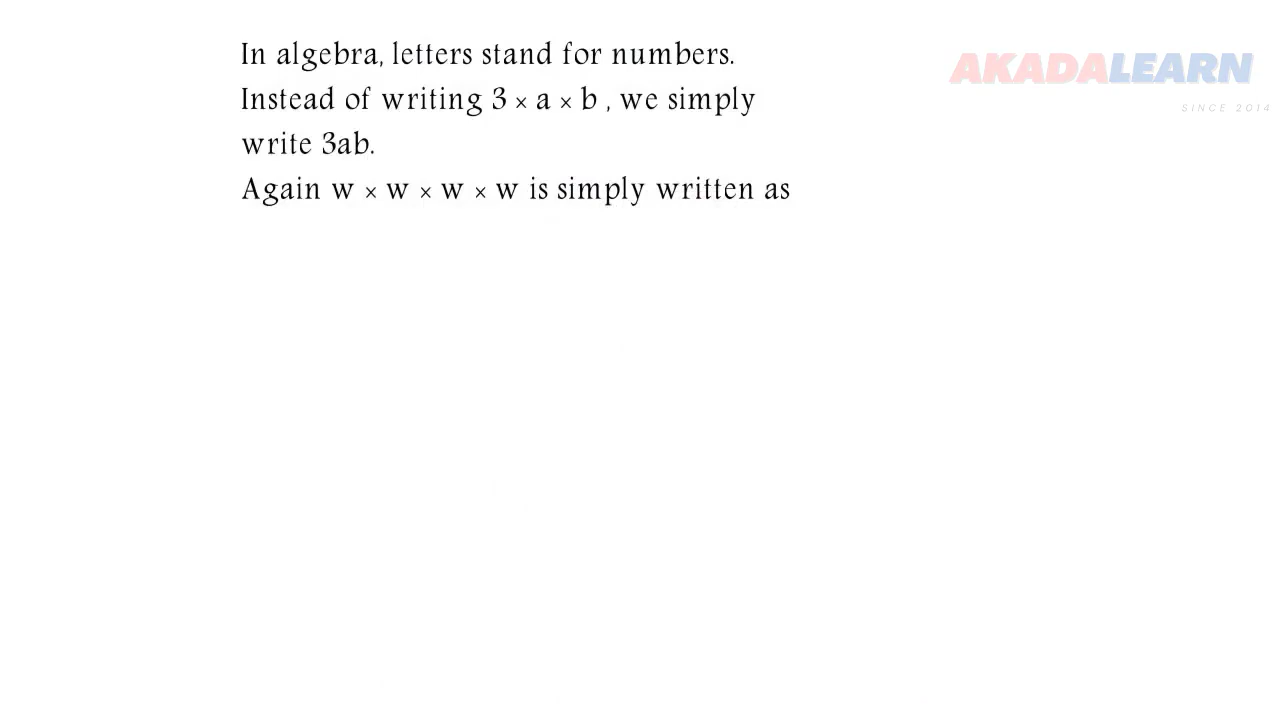 In algebra, letters stand for numbers.
Instead of writing 3 × a × b , we simply
write 3ab.
Again w × w × w × w is simply written as
AKADALEARN
SINCE 2014